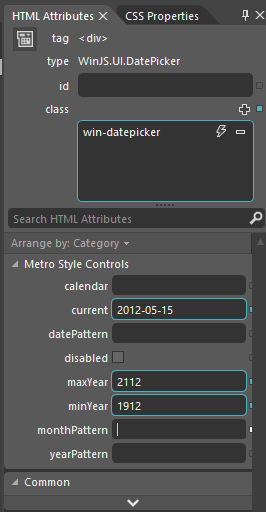 HTML Attributes
CSS Properties
tag <div>
type WinJS.UI.DatePicker
id
class
win-datepicker
Search HTML Attributes
Arrange by: Category
Metro Style Controls
calendar
current 2012-05-15
datePattern
disabled
maxYear 2112
minYear 1912
monthPattern
yearPattern
Common